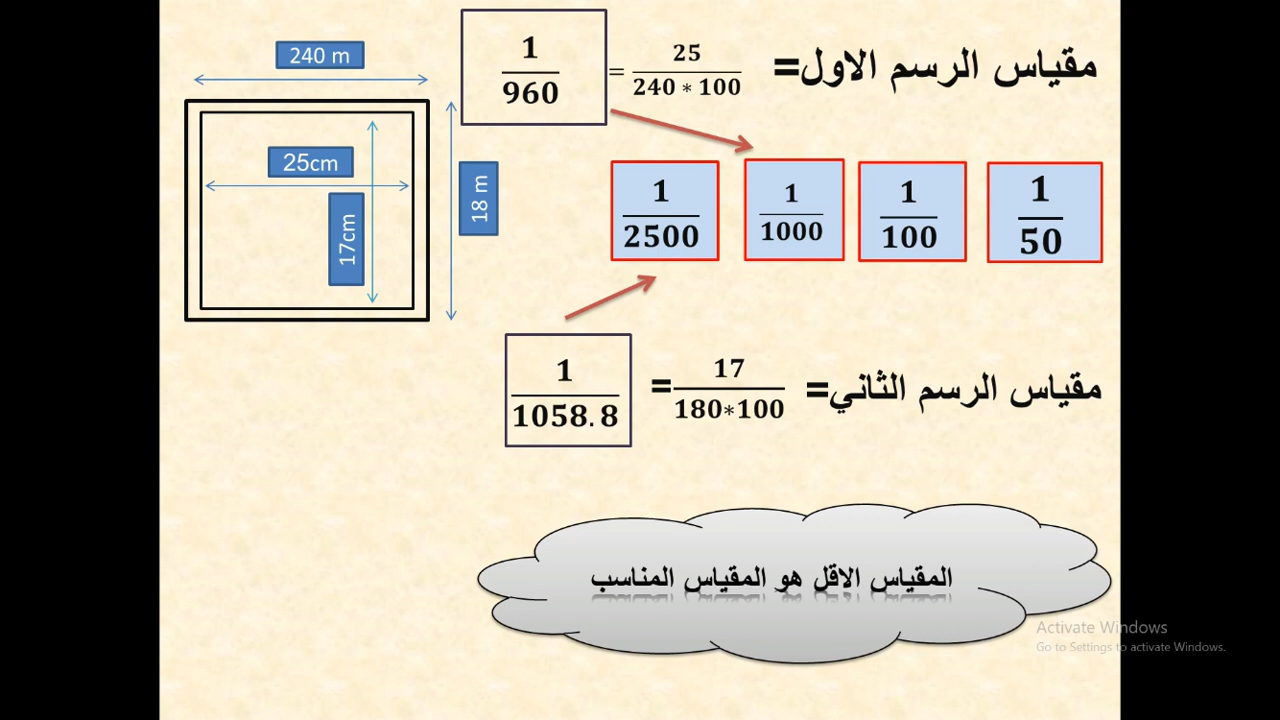 مقياس الرسم الاول= 25 / 240 * 100 = 1 / 960
240 m
25cm
17cm
18 m
1/50
1/100
1/1000
1/2500
مقياس الرسم الثاني= 17 / 180*100 = 1 / 1058.8
المقياس الاقل هو المقياس المناسب
Activate Windows
Go to Settings to activate Windows.